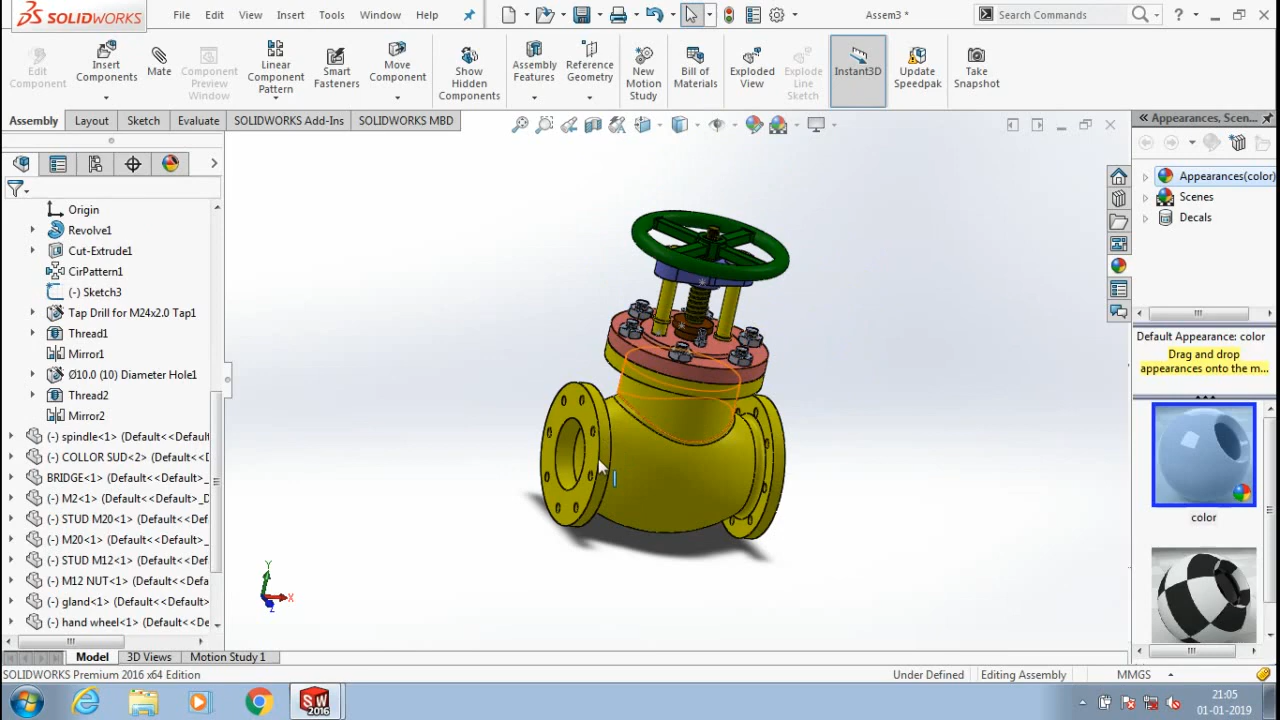 SOLIDWORKS
File Edit View Insert Tools Window Help
Assem3 *
Search Commands
Edit Component
Insert Components
Mate
Component Preview Window
Linear Component Pattern
Smart Fasteners
Move Component
Show Hidden Components
Assembly Features
Reference Geometry
New Motion Study
Bill of Materials
Exploded View
Explode Line Sketch
Instant3D
Update Speedpak
Take Snapshot
Assembly Layout Sketch Evaluate SOLIDWORKS Add-Ins SOLIDWORKS MBD
Appearances, Scen...
Origin
Revolve1
Cut-Extrude1
CirPattern1
(-) Sketch3
Tap Drill for M24x2.0 Tap1
Thread1
Mirror1
Ø10.0 (10) Diameter Hole1
Thread2
Mirror2
(-) spindle<1> (Default<<Default
(-) COLLOR SUD<2> (Default<<D
BRIDGE<1> (Default<<Default_
(-) M2<1> (Default<<Default>_D
(-) STUD M20<1> (Default<<Def
(-) M20<1> (Default<<Default>_
(-) STUD M12<1> (Default<<Def
(-) M12 NUT<1> (Default<<Defa
(-) gland<1> (Default<<Default>
(-) hand wheel<1> (Default<<De
Y
X
Z
Appearances(color)
Scenes
Decals
Default Appearance: color
Drag and drop
appearances onto the m...
color
Model 3D Views Motion Study 1
SOLIDWORKS Premium 2016 x64 Edition
Under Defined Editing Assembly MMGS
SW
2016
21:05
01-01-2019